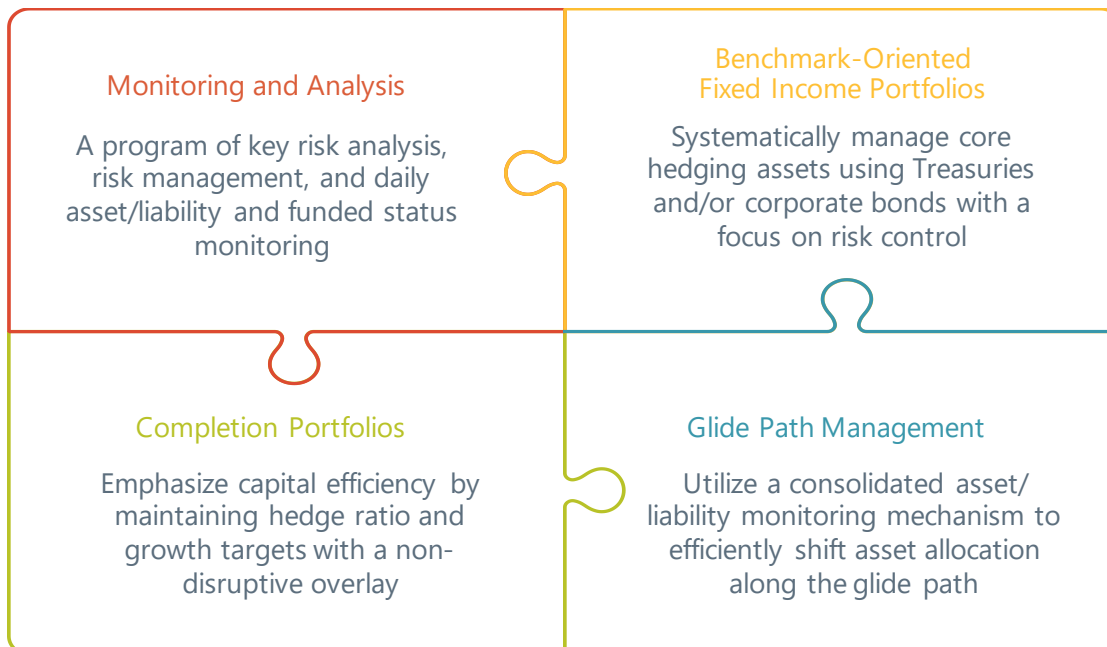 Monitoring and Analysis
A program of key risk analysis,
risk management, and daily
asset/liability and funded status
monitoring
Benchmark-Oriented
Fixed Income Portfolios
Systematically manage core
hedging assets using Treasuries
and/or corporate bonds with a
focus on risk control
Completion Portfolios
Emphasize capital efficiency by
maintaining hedge ratio and
growth targets with a non-
disruptive overlay
Glide Path Management
Utilize a consolidated asset/
liability monitoring mechanism to
efficiently shift asset allocation
along the glide path